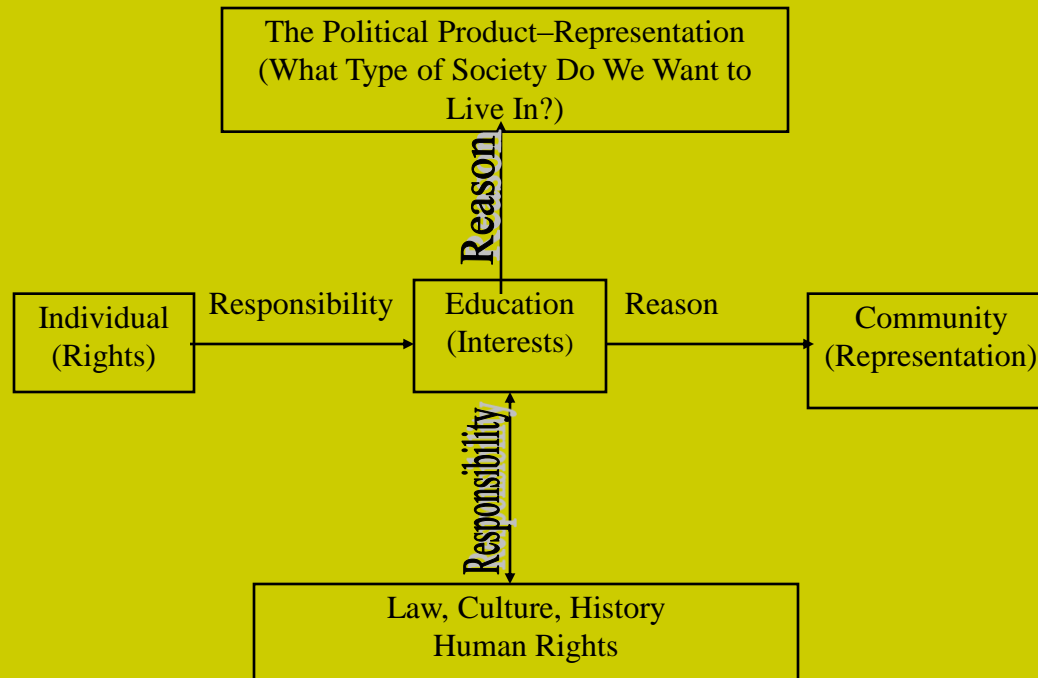 The Political Product–Representation
(What Type of Society Do We Want to
Live In?)
Reason
Individual
(Rights)
Responsibility
Education
(Interests)
Reason
Community
(Representation)
Responsibility
Law, Culture, History
Human Rights